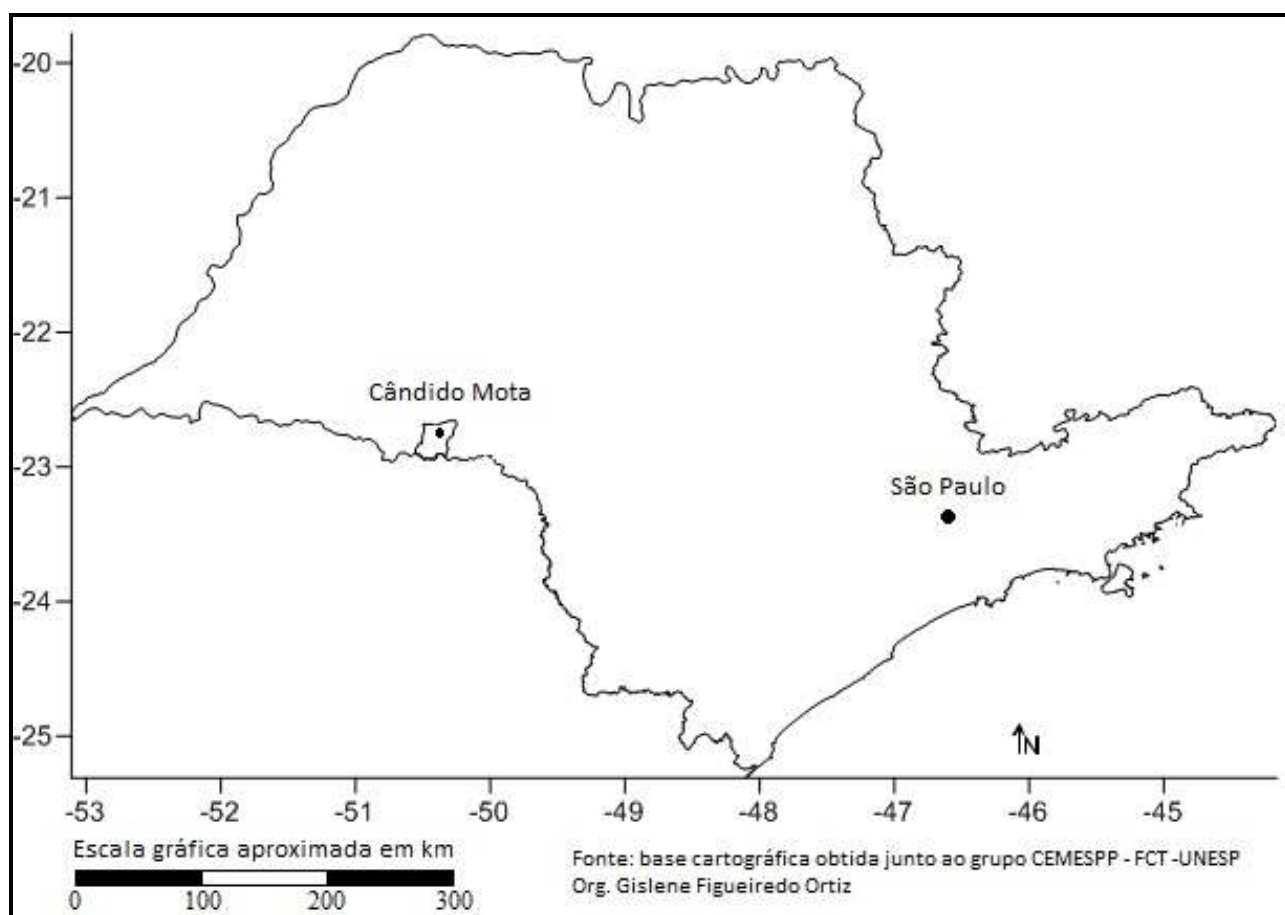 -20
-21
-22
Cândido Mota
-23
São Paulo
-24
-25
N
-53 -52 -51 -50 -49 -48 -47 -46 -45
Escala gráfica aproximada em km
0 100 200 300
Fonte: base cartográfica obtida junto ao grupo CEMESPP - FCT -UNESP
Org. Gislene Figueiredo Ortiz